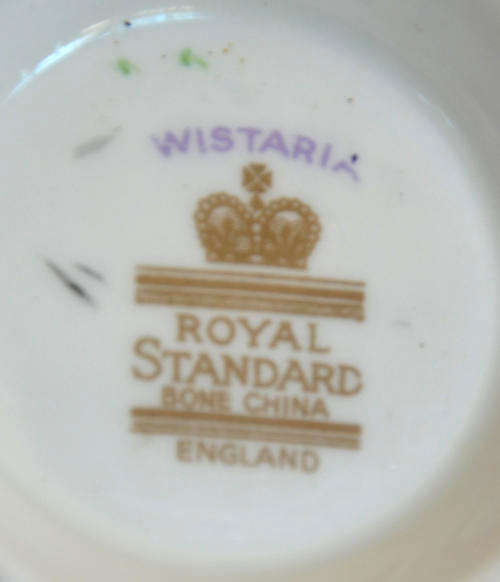 WISTARIA
ROYAL
STANDARD
BONE CHINA
ENGLAND